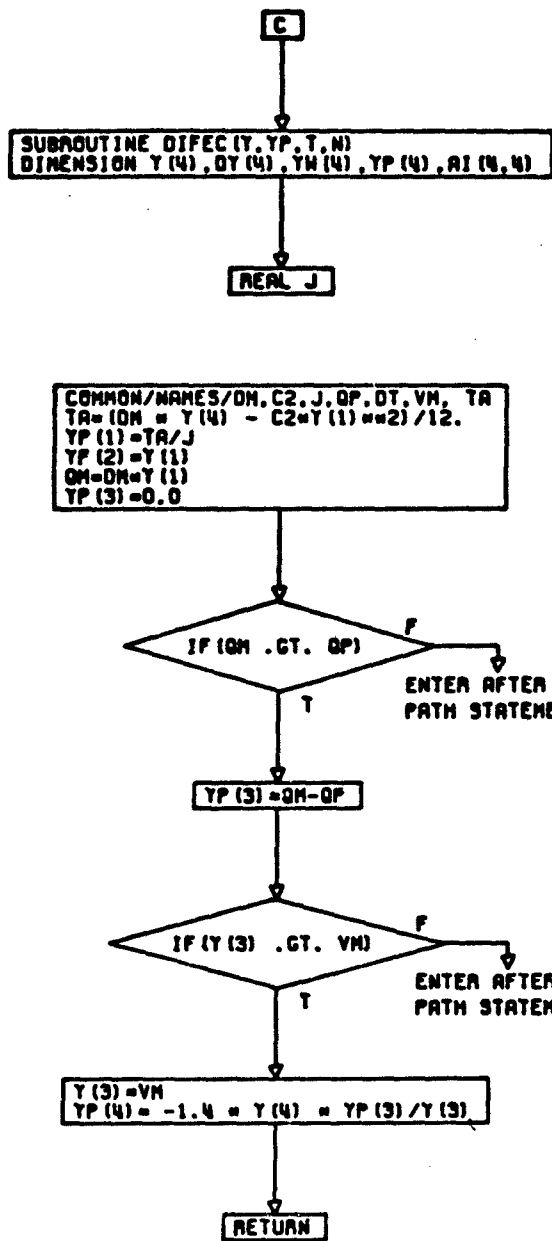 C
SUBROUTINE DIFEC(Y,YP,T,N)
DIMENSION Y(4),DY(4),YW(4),YP(4),AI(4,4)
REAL J
COMMON/NAMES/DM,C2,J,QP,DT,VM, TA
TA=(DM * Y(4) - C2*Y(1)**2)/12.
YP(1)=TA/J
YP(2)=Y(1)
QM=DM*Y(1)
YP(3)=0.0
IF(QM .GT. QP)
F
ENTER AFTER
PATH STATEME
T
YP(3)=QM-QP
IF(Y(3) .GT. VM)
F
ENTER AFTER
PATH STATEM
T
Y(3)=VM
YP(4)= -1.4 * Y(4) * YP(3)/Y(3)
RETURN